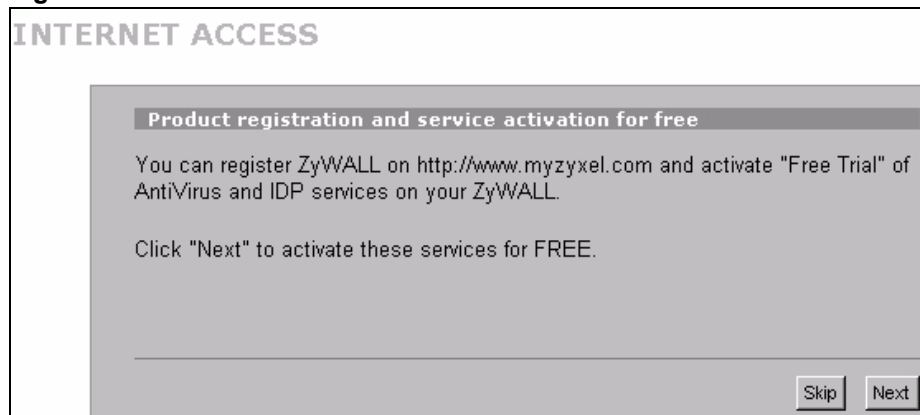 INTERNET ACCESS
Product registration and service activation for free
You can register ZyWALL on http://www.myzyxel.com and activate "Free Trial" of
AntiVirus and IDP services on your ZyWALL.
Click "Next" to activate these services for FREE.
Skip Next